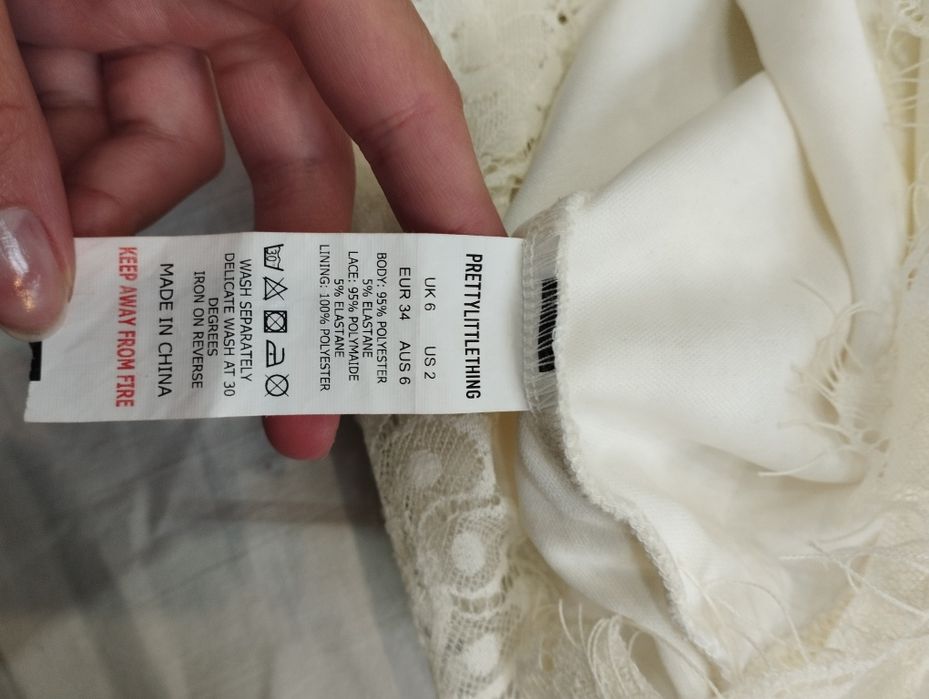 PRETTYLITTLETHING
UK 6 US 2
EUR 34 AUS 6
BODY: 95% POLYESTER
5% ELASTANE
LACE: 95% POLYMAIDE
5% ELASTANE
LINING: 100% POLYESTER
30
WASH SEPARATELY
DELICATE WASH AT 30
DEGREES
IRON ON REVERSE
MADE IN CHINA
KEEP AWAY FROM FIRE